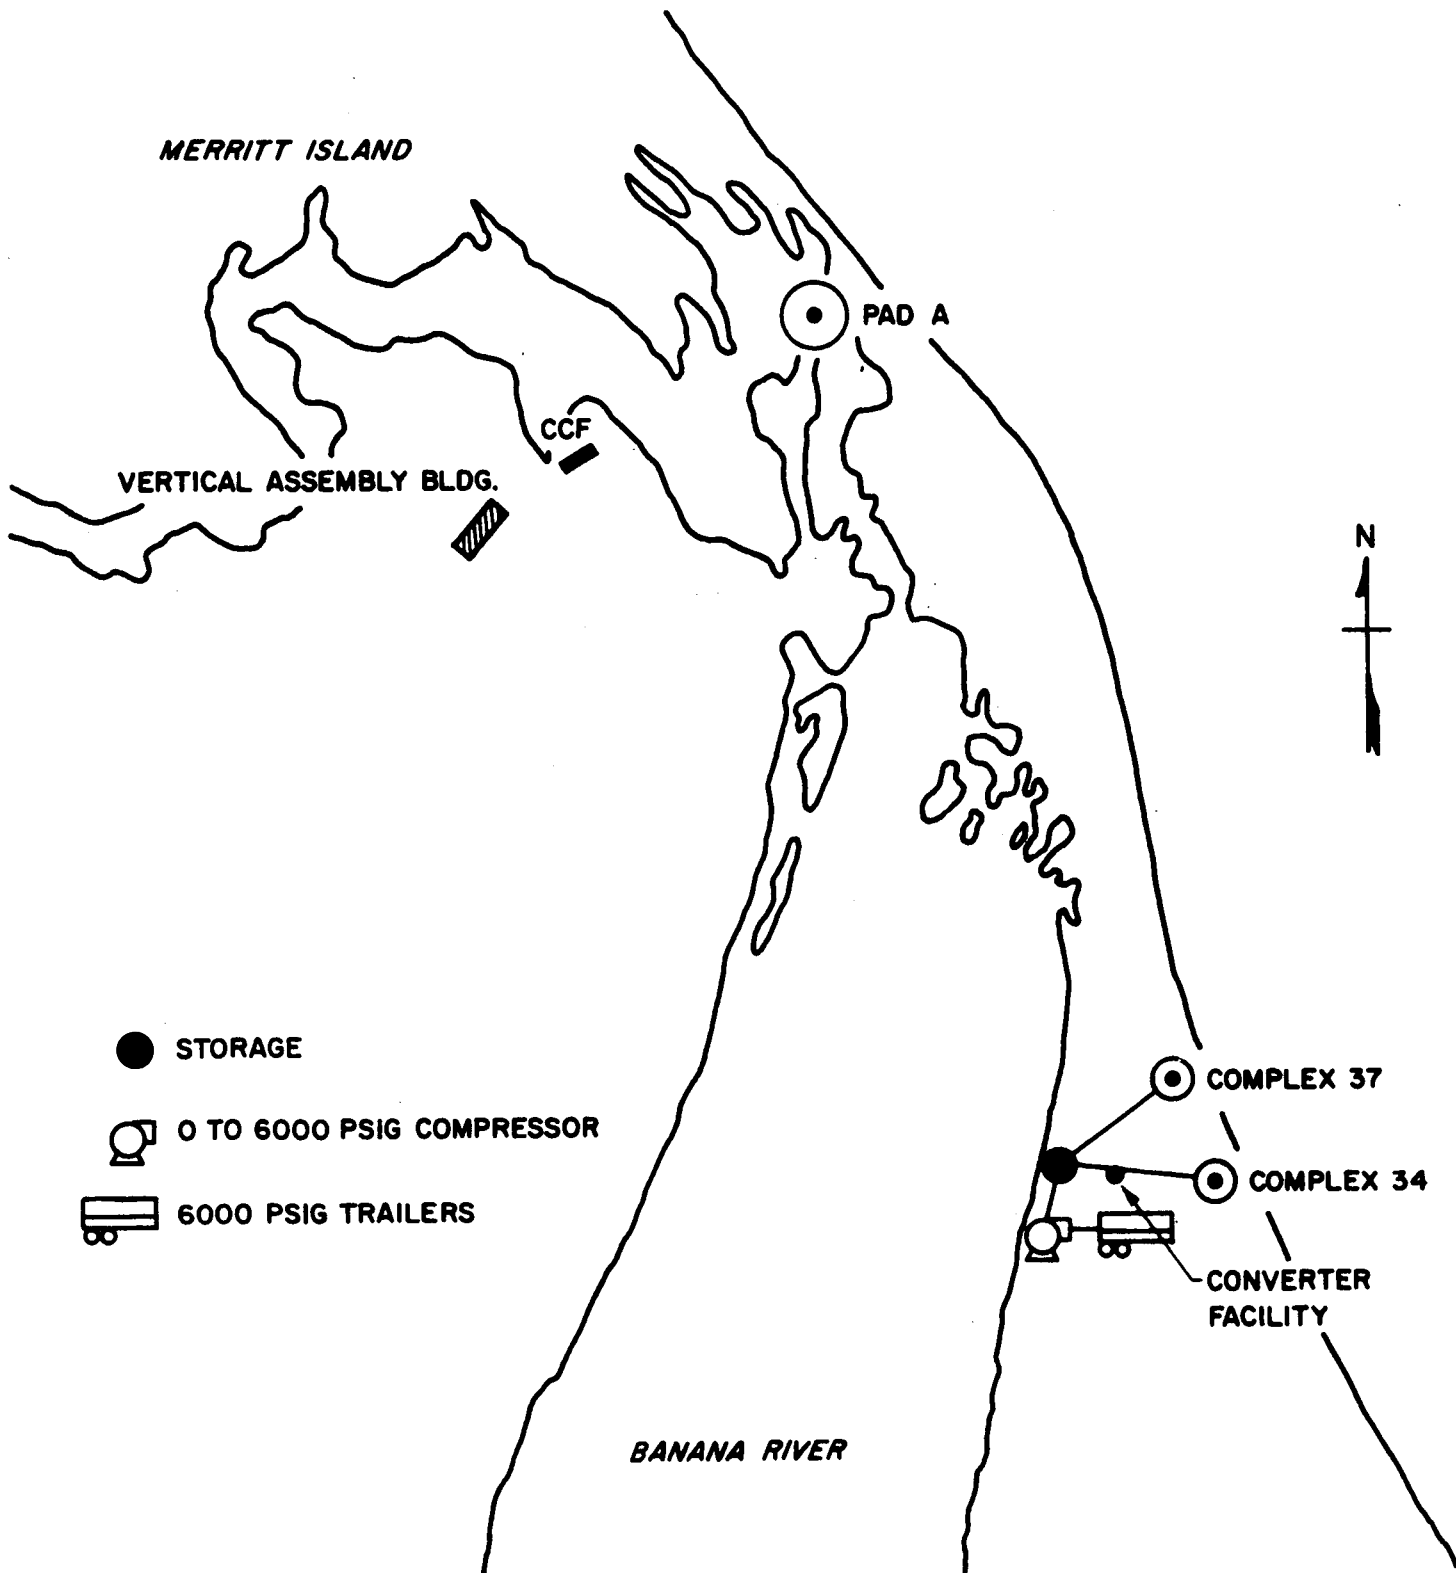 MERRITT ISLAND
PAD A
CCF
VERTICAL ASSEMBLY BLDG.
N
STORAGE
COMPLEX 37
0 TO 6000 PSIG COMPRESSOR
COMPLEX 34
6000 PSIG TRAILERS
CONVERTER
FACILITY
BANANA RIVER